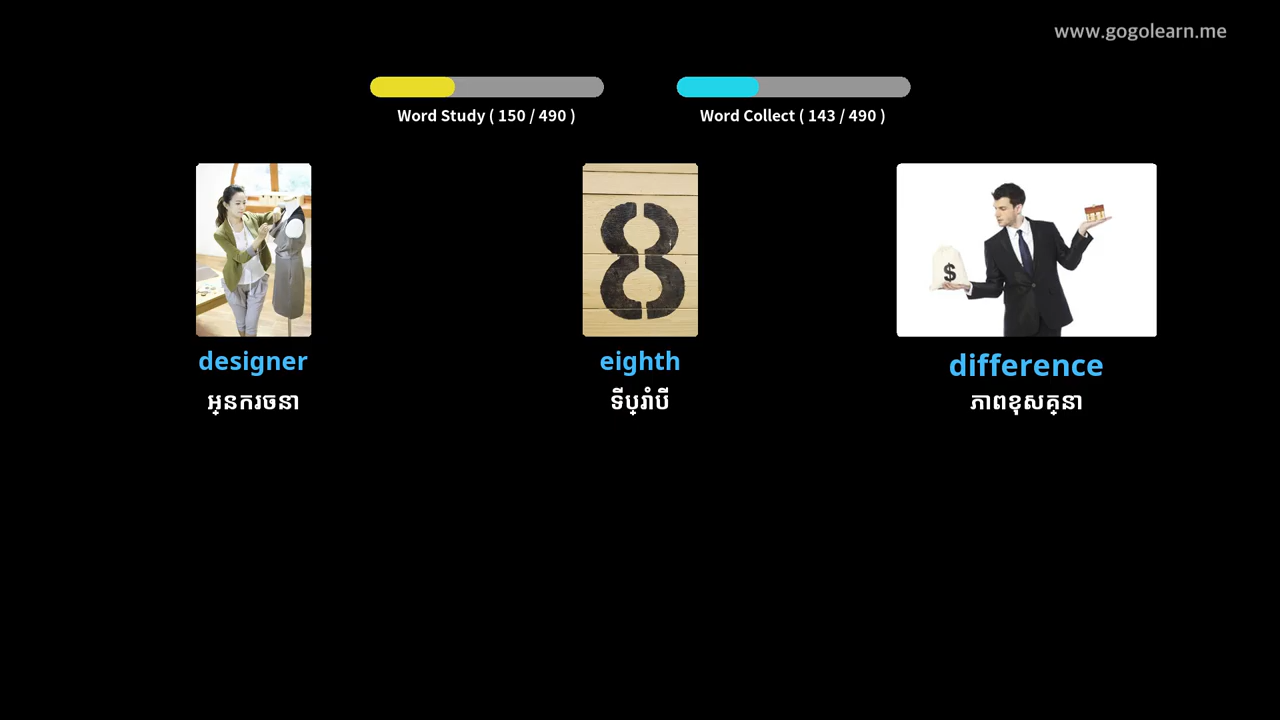 www.gogolearn.me
Word Study ( 150 / 490 )
Word Collect ( 143 / 490 )
$
8
designer
eighth
difference
អ្នករចនា
ទីប្រាំបី
ភាពខុសគ្នា